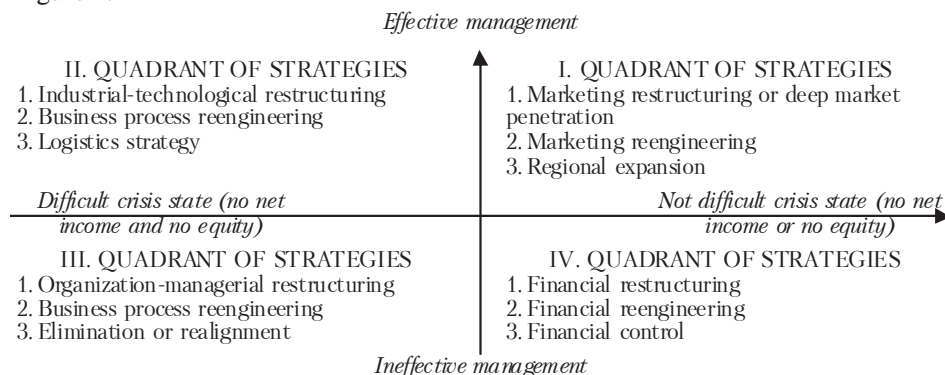 Effective management
II. QUADRANT OF STRATEGIES
1. Industrial-technological restructuring
2. Business process reengineering
3. Logistics strategy
I. QUADRANT OF STRATEGIES
1. Marketing restructuring or deep market
penetration
2. Marketing reengineering
3. Regional expansion
Difficult crisis state (no net
income and no equity)
Not difficult crisis state (no net
income or no equity)
III. QUADRANT OF STRATEGIES
1. Organization-managerial restructuring
2. Business process reengineering
3. Elimination or realignment
IV. QUADRANT OF STRATEGIES
1. Financial restructuring
2. Financial reengineering
3. Financial control
Ineffective management